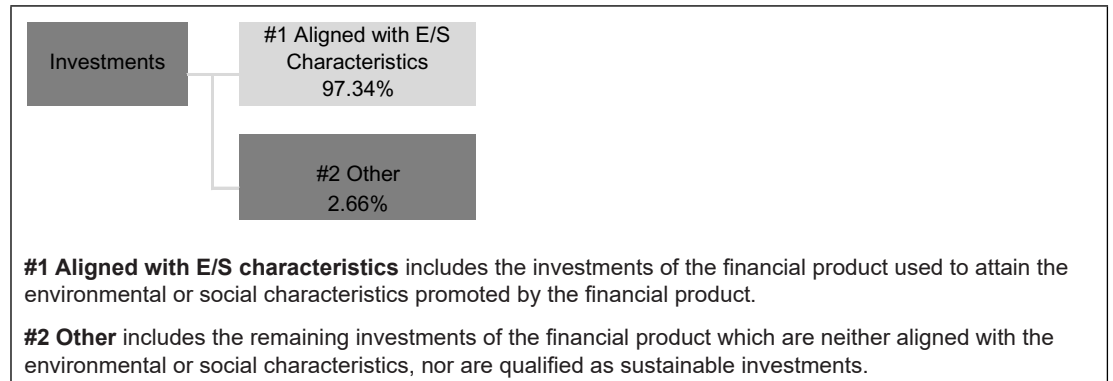 Investments
#1 Aligned with E/S
Characteristics
97.34%
#2 Other
2.66%
#1 Aligned with E/S characteristics includes the investments of the financial product used to attain the
environmental or social characteristics promoted by the financial product.
#2 Other includes the remaining investments of the financial product which are neither aligned with the
environmental or social characteristics, nor are qualified as sustainable investments.